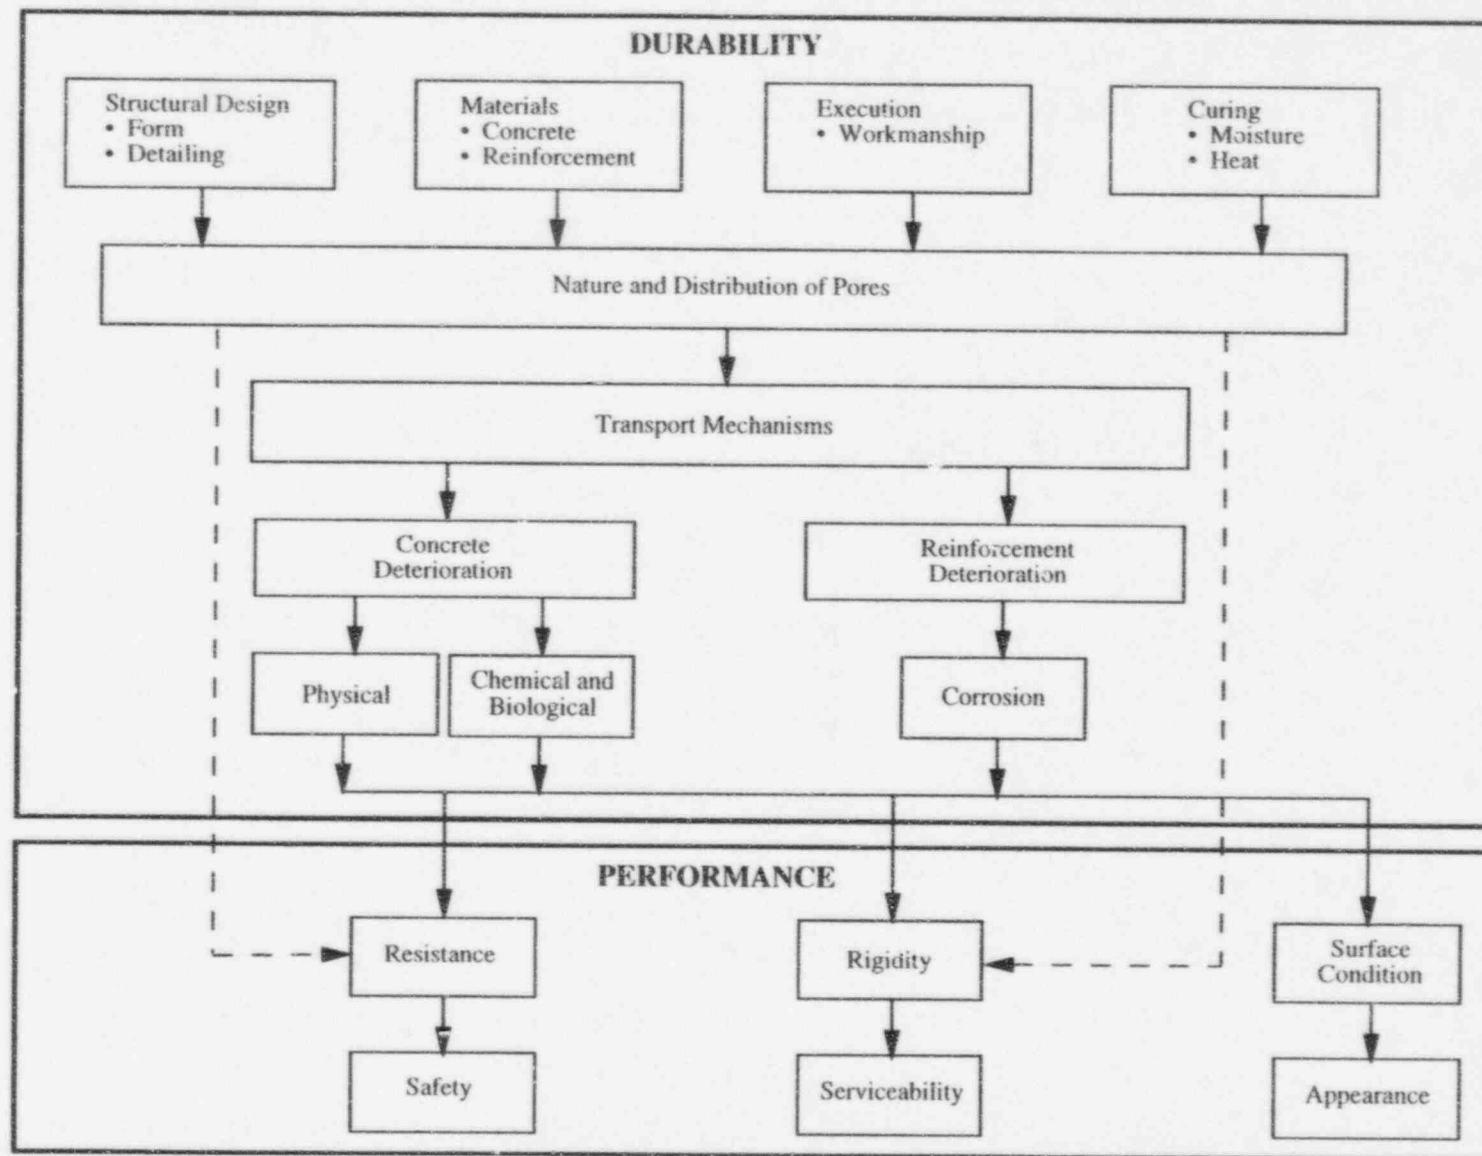 DURABILITY
Structural Design
• Form
• Detailing
Materials
• Concrete
• Reinforcement
Execution
• Workmanship
Curing
• Moisture
• Heat
Nature and Distribution of Pores
Transport Mechanisms
Concrete
Deterioration
Reinforcement
Deterioration
Physical
Chemical and
Biological
Corrosion
PERFORMANCE
Resistance
Rigidity
Surface
Condition
Safety
Serviceability
Appearance